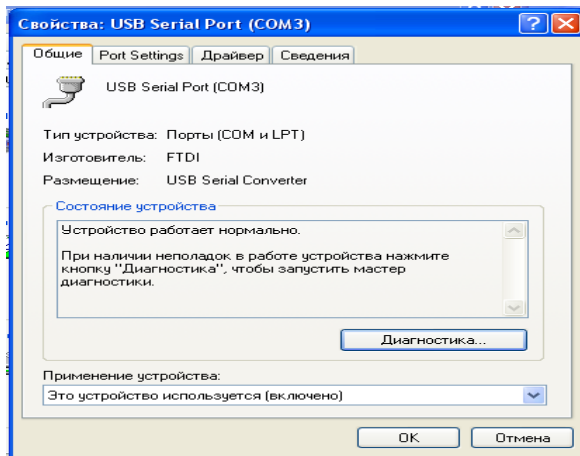 Свойства: USB Serial Port (COM3)
Общие Port Settings Драйвер Сведения
USB Serial Port (COM3)
Тип устройства: Порты (COM и LPT)
Изготовитель: FTDI
Размещение: USB Serial Converter
Состояние устройства
Устройство работает нормально.
При наличии неполадок в работе устройства нажмите
кнопку "Диагностика", чтобы запустить мастер
диагностики.
Диагностика...
Применение устройства:
Это устройство используется (включено)
OK Отмена